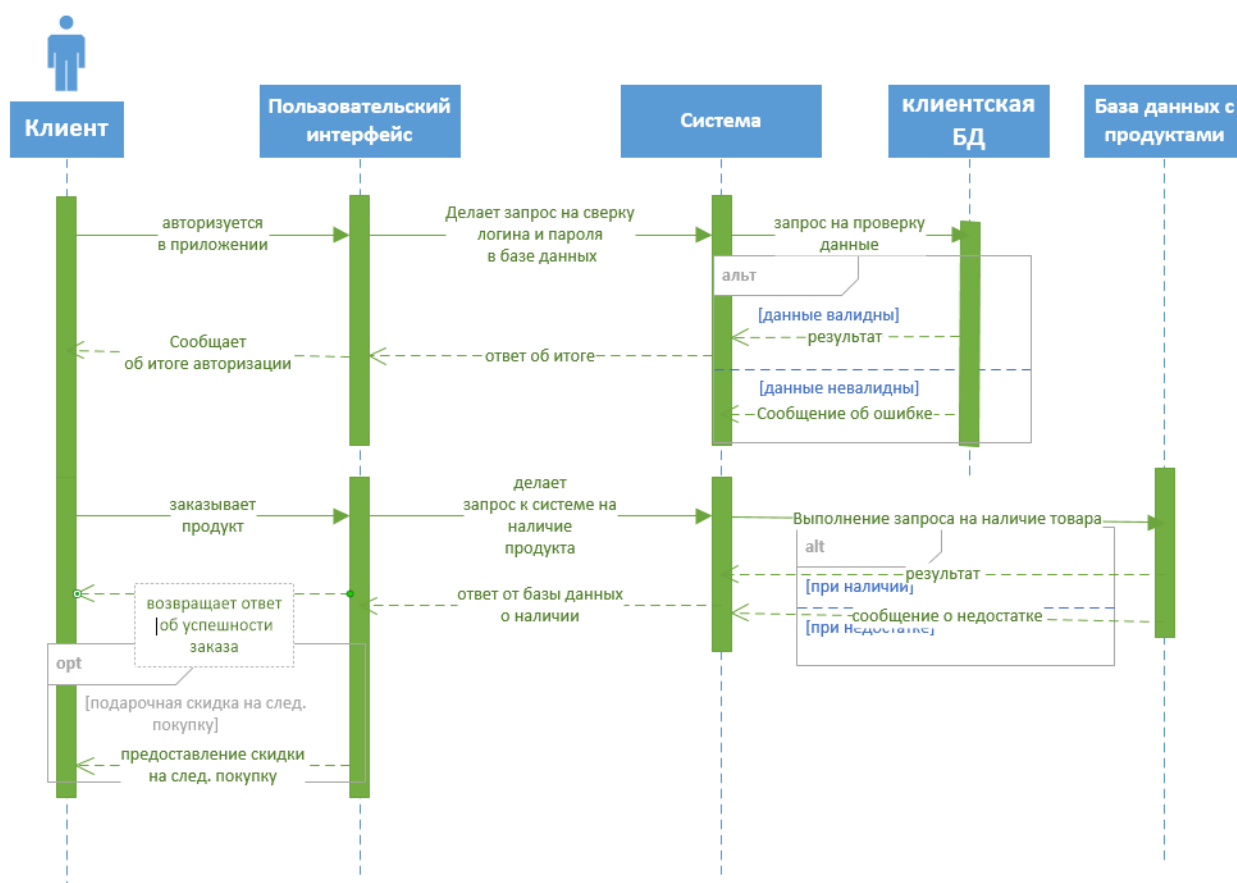 Клиент
Пользовательский
интерфейс
Система
клиентская
БД
База данных с
продуктами
авторизуется
в приложении
Делает запрос на сверку
логина и пароля
в базе данных
запрос на проверку
данные
альт
[данные валидны]
результат
Сообщает
об итоге авторизации
ответ об итоге
[данные невалидны]
Сообщение об ошибке
заказывает
продукт
делает
запрос к системе на
наличие
продукта
Выполнение запроса на наличие товара
alt
результат
[при наличии]
возвращает ответ
об успешности
заказа
ответ от базы данных
о наличии
сообщение о недостатке
[при недостатке]
opt
[подарочная скидка на след.
покупку]
предоставление скидки
на след. покупку